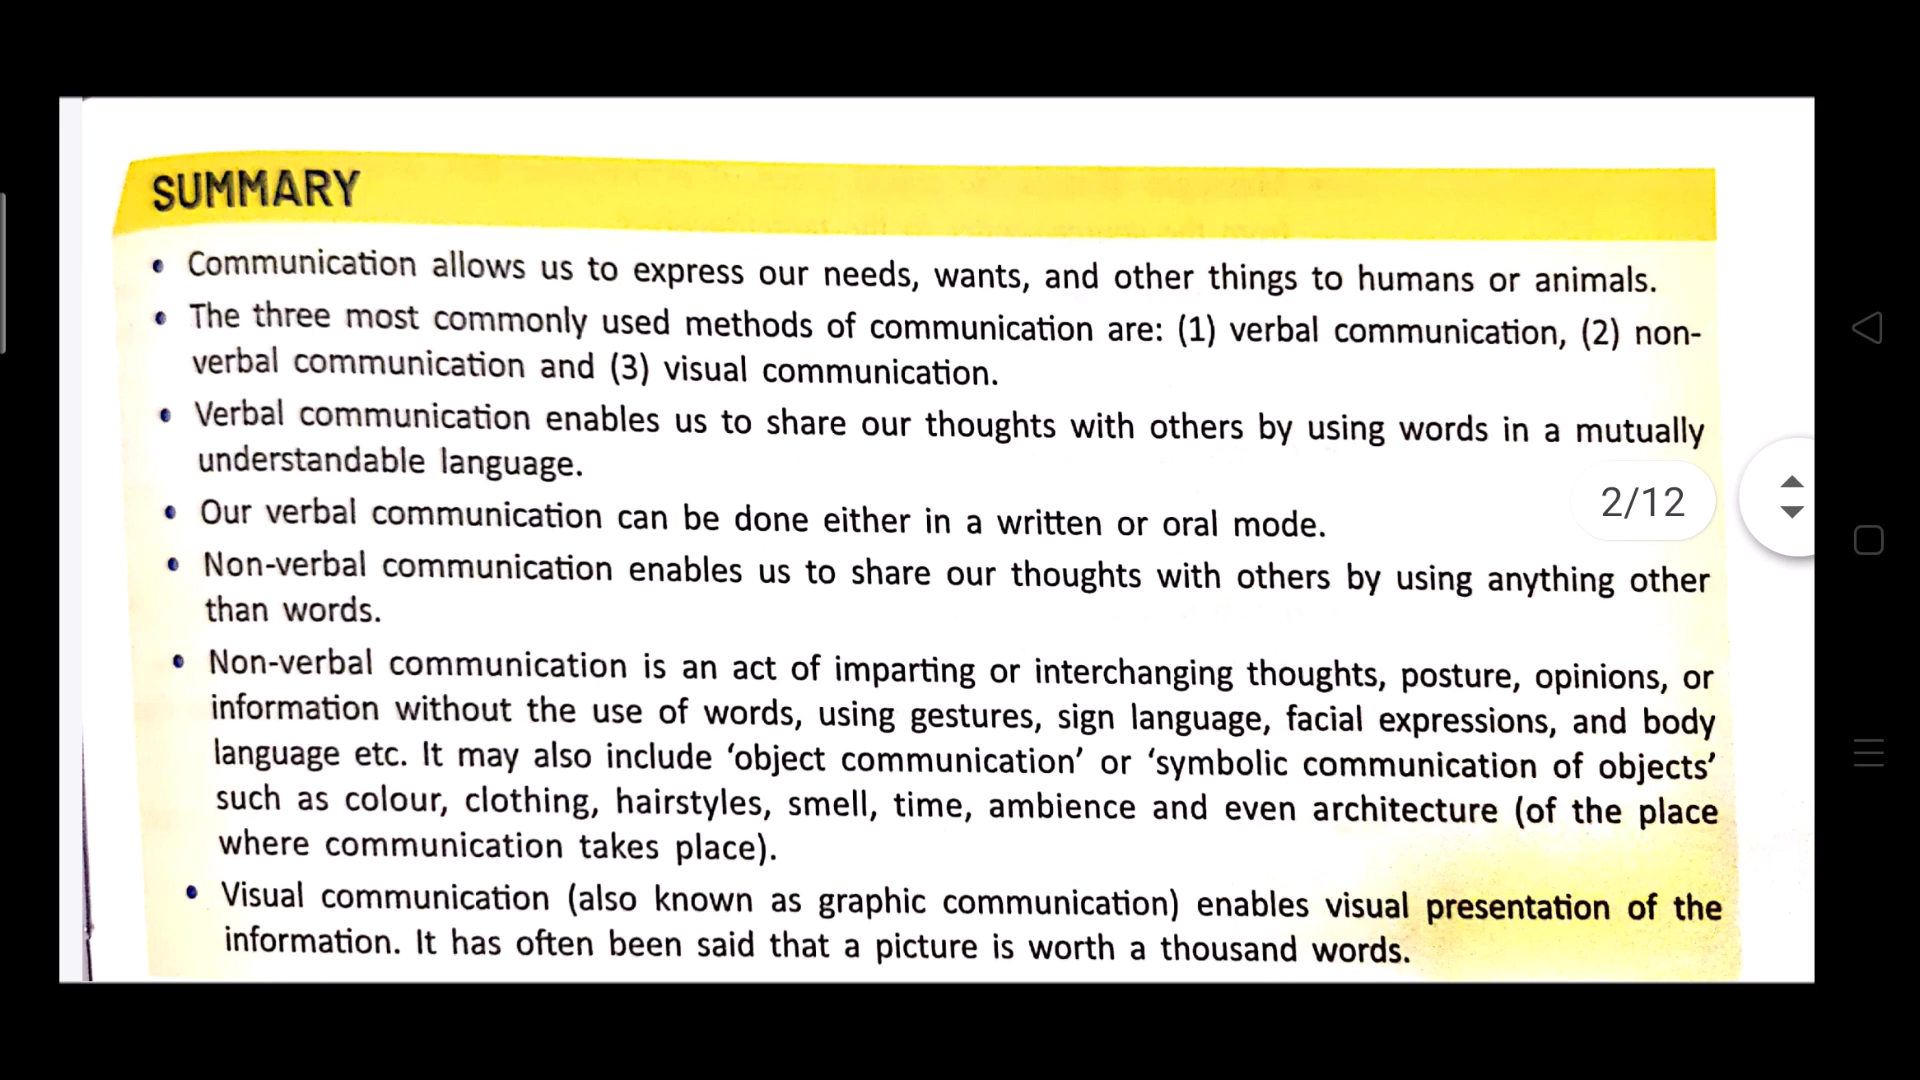 SUMMARY
• Communication allows us to express our needs, wants, and other things to humans or animals.
• The three most commonly used methods of communication are: (1) verbal communication, (2) non-
verbal communication and (3) visual communication.
• Verbal communication enables us to share our thoughts with others by using words in a mutually
understandable language.
• Our verbal communication can be done either in a written or oral mode.
2/12
• Non-verbal communication enables us to share our thoughts with others by using anything other
than words.
• Non-verbal communication is an act of imparting or interchanging thoughts, posture, opinions, or
information without the use of words, using gestures, sign language, facial expressions, and body
language etc. It may also include ‘object communication’ or ‘symbolic communication of objects’
such as colour, clothing, hairstyles, smell, time, ambience and even architecture (of the place
where communication takes place).
• Visual communication (also known as graphic communication) enables visual presentation of the
information. It has often been said that a picture is worth a thousand words.